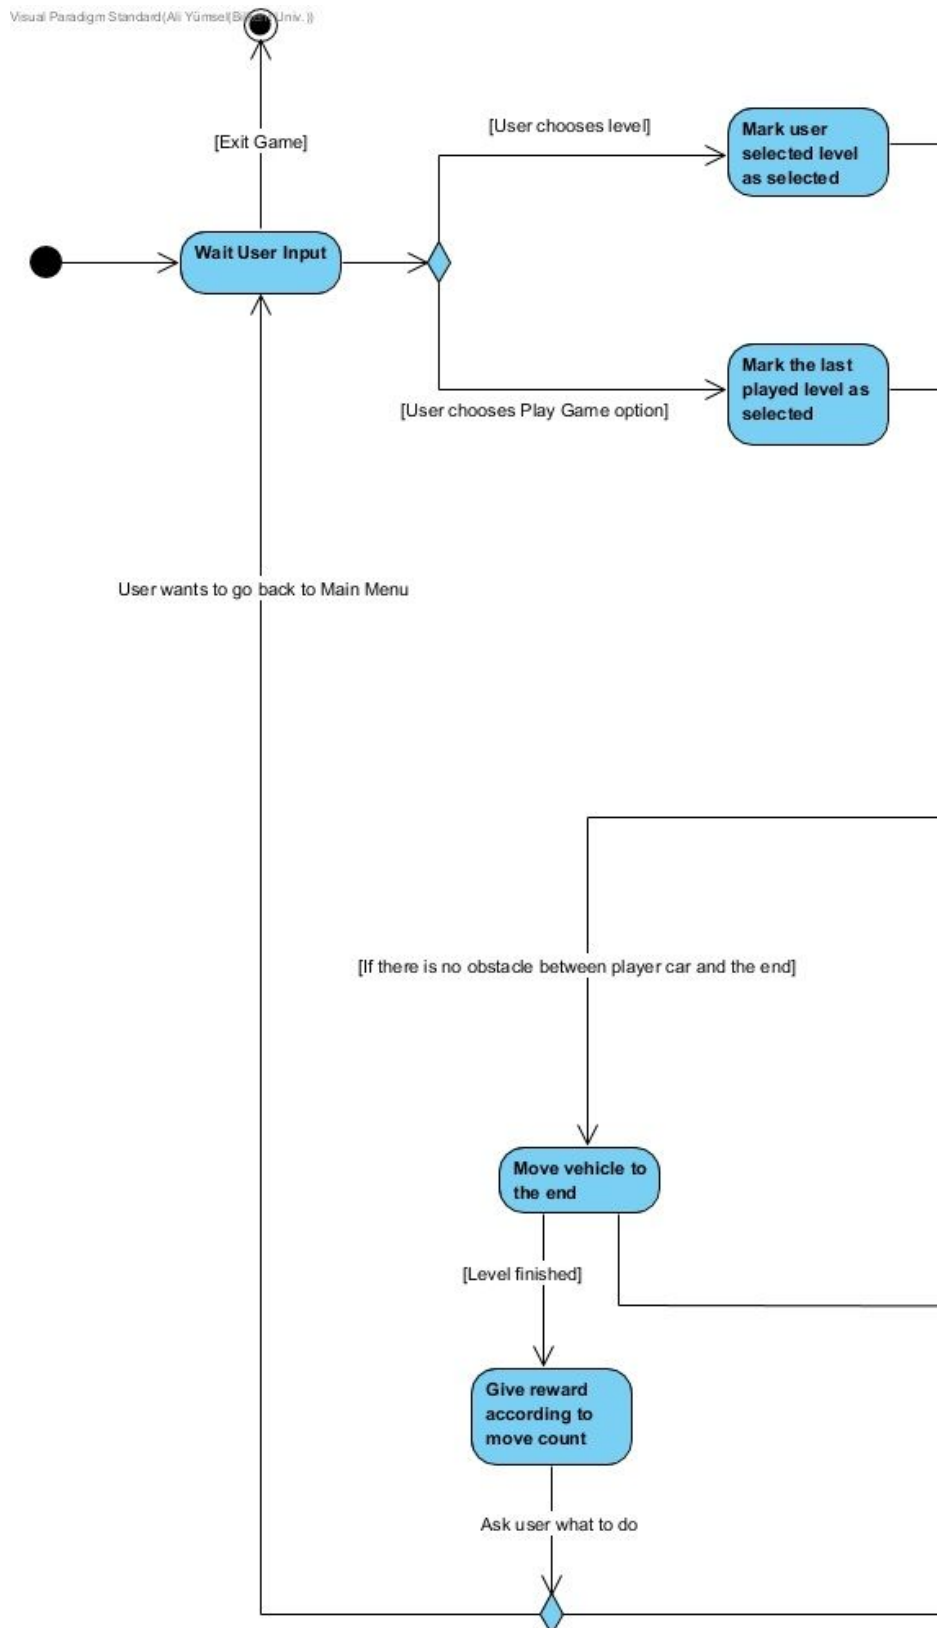 Visual Paradigm Standard(Ali Yümsel(Bilkent Univ.))
[Exit Game]
[User chooses level]
Mark user
selected level
as selected
Wait User Input
Mark the last
played level as
selected
[User chooses Play Game option]
User wants to go back to Main Menu
[If there is no obstacle between player car and the end]
Move vehicle to
the end
[Level finished]
Give reward
according to
move count
Ask user what to do